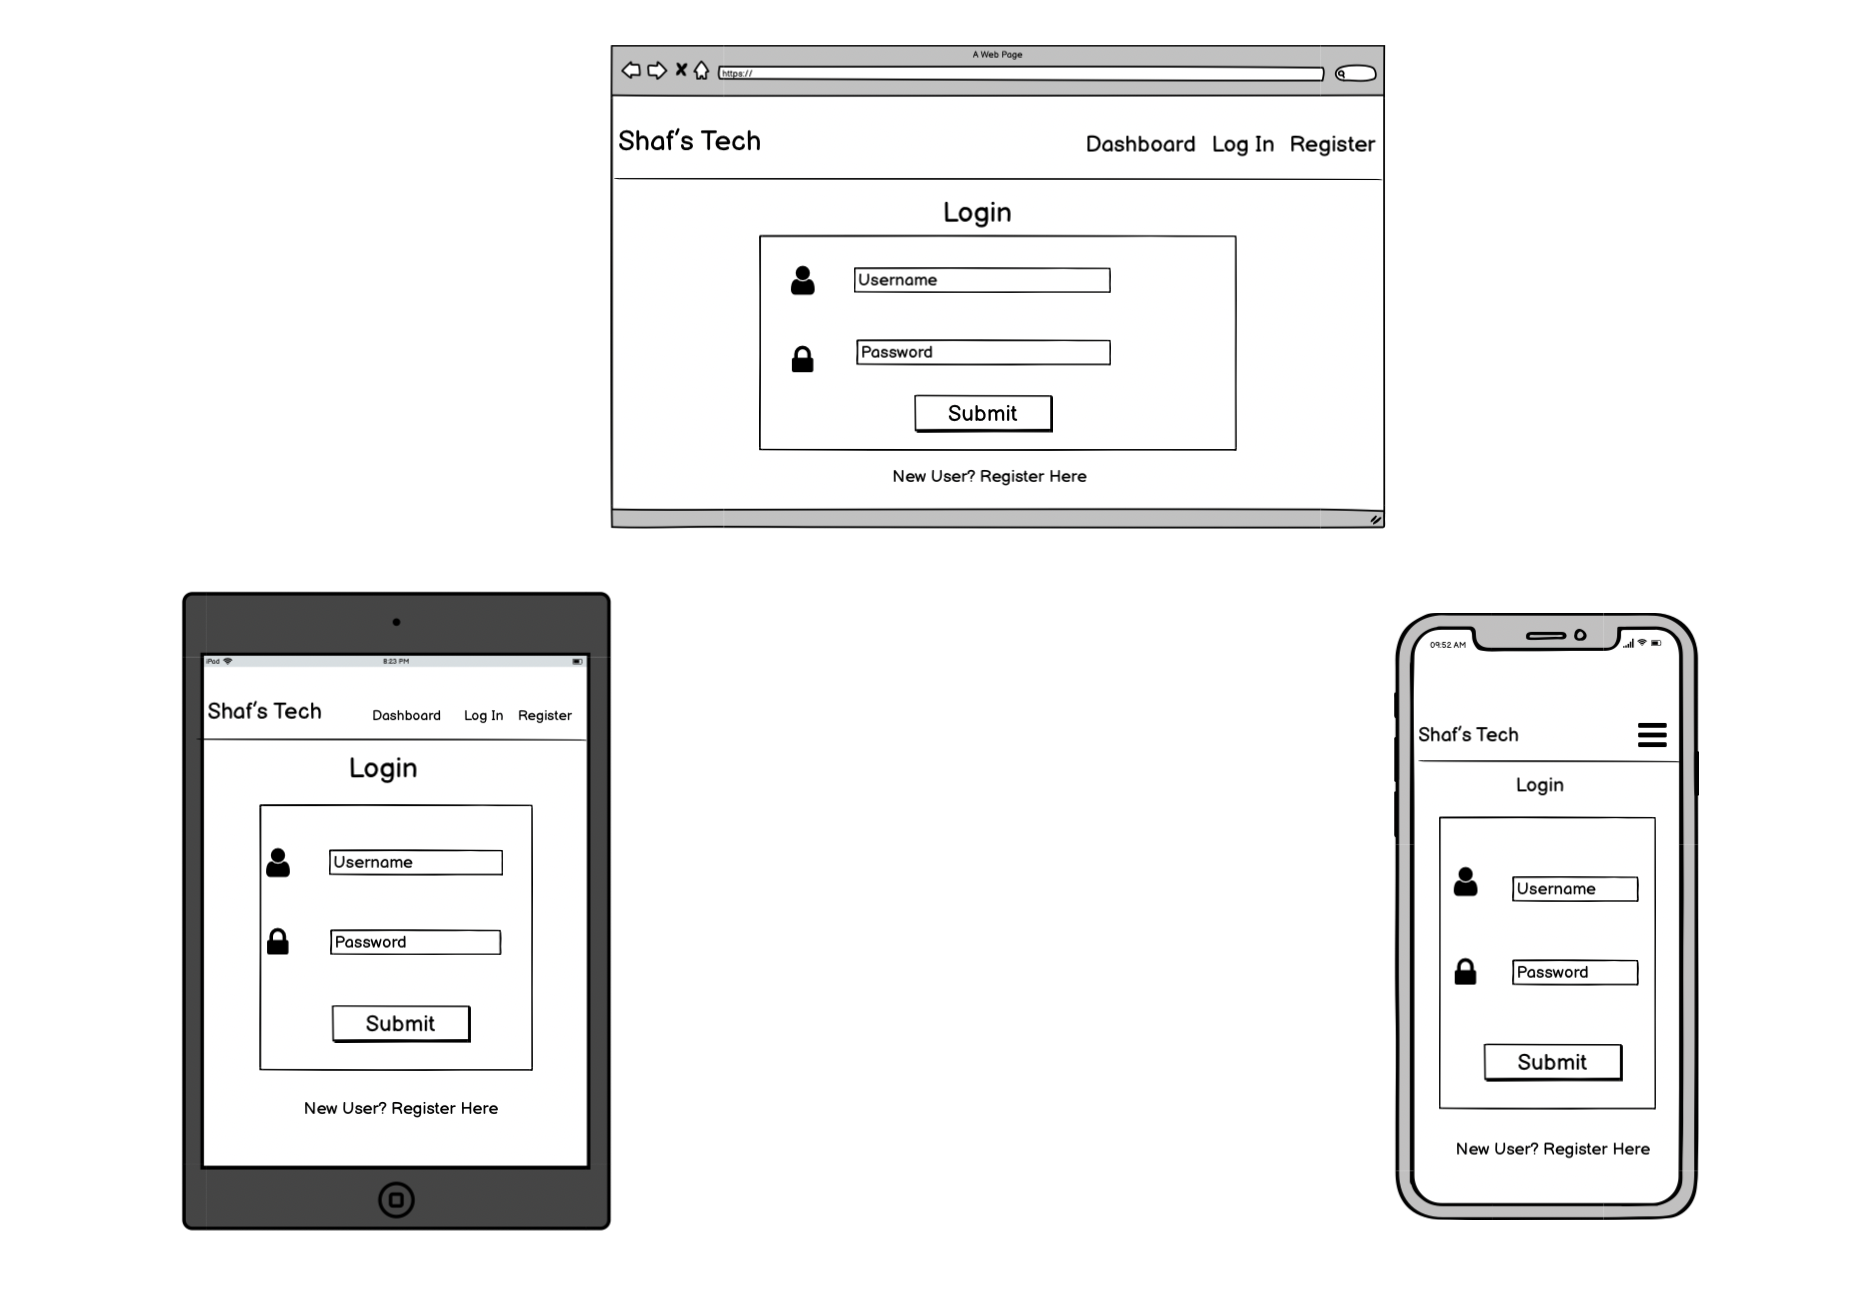 A Web Page
https://
Shaf's Tech Dashboard Log In Register
Login
Username
Password
Submit
New User? Register Here
iPad 8:23 PM
Shaf's Tech Dashboard Log In Register
Login
Username
Password
Submit
New User? Register Here
09:52 AM
Shaf's Tech
Login
Username
Password
Submit
New User? Register Here